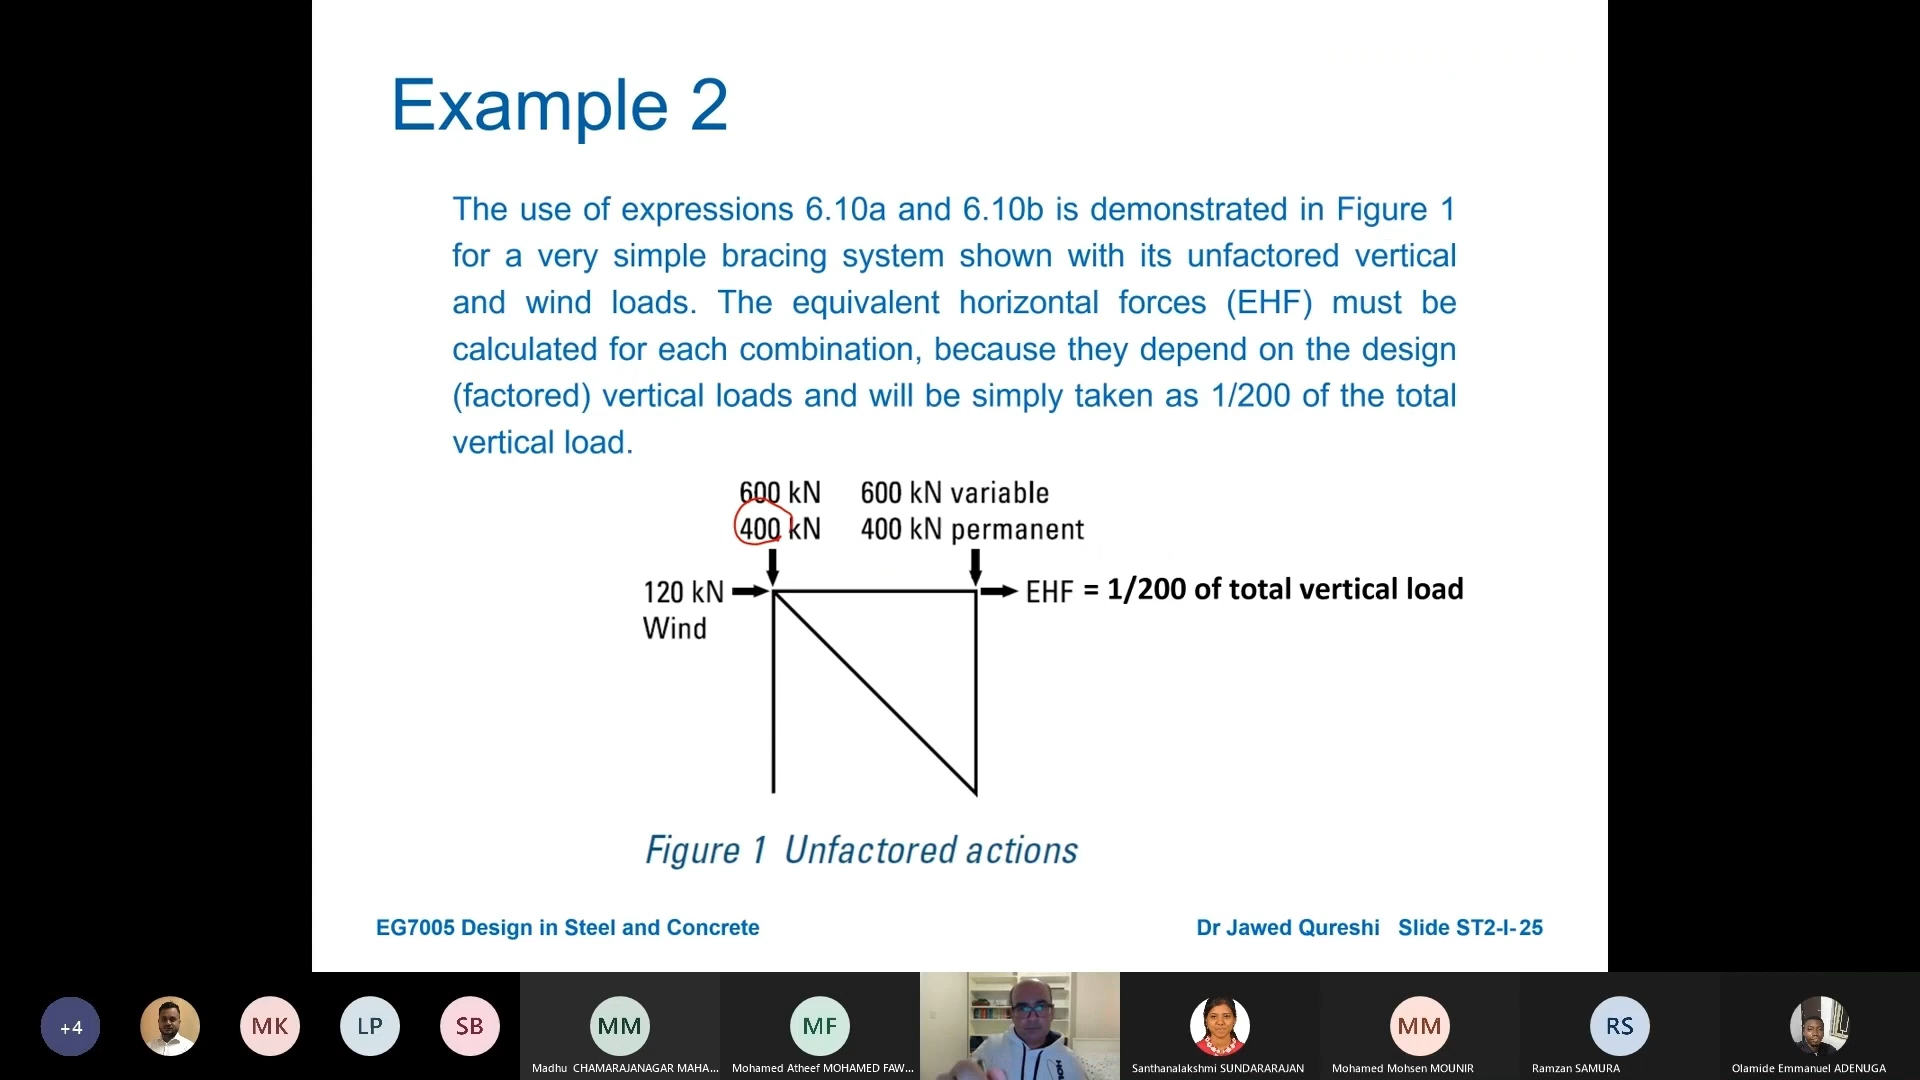 Example 2
The use of expressions 6.10a and 6.10b is demonstrated in Figure 1
for a very simple bracing system shown with its unfactored vertical
and wind loads. The equivalent horizontal forces (EHF) must be
calculated for each combination, because they depend on the design
(factored) vertical loads and will be simply taken as 1/200 of the total
vertical load.
600 kN 600 kN variable
400 kN 400 kN permanent
120 kN EHF = 1/200 of total vertical load
Wind
Figure 1 Unfactored actions
EG7005 Design in Steel and Concrete Dr Jawed Qureshi Slide ST2-I-25
+4 MK LP SB MM MF MM RS
Madhu CHAMARAJANAGAR MAHA... Mohamed Atheef MOHAMED FAW... Santhanalakshmi SUNDARARAJAN Mohamed Mohsen MOUNIR Ramzan SAMURA Olamide Emmanuel ADENUGA